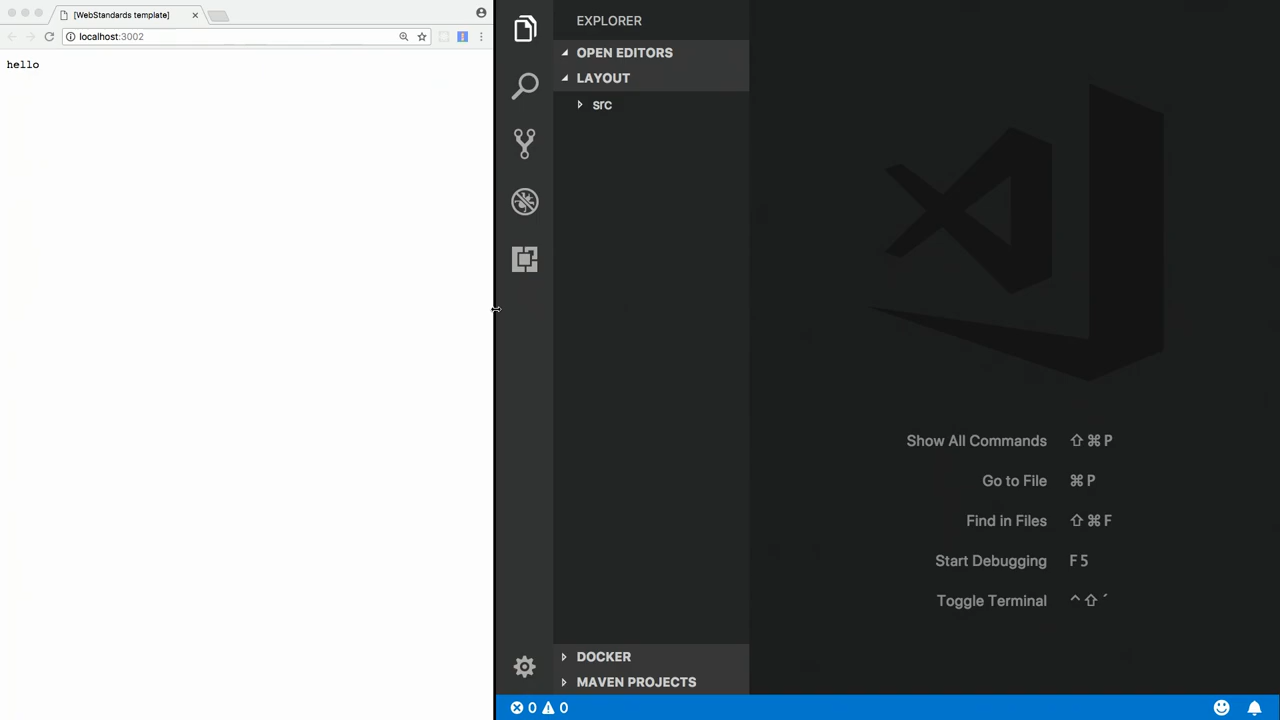 [WebStandards template]
localhost:3002
hello
EXPLORER
OPEN EDITORS
LAYOUT
src
DOCKER
MAVEN PROJECTS
Show All Commands ⇧⌘P
Go to File ⌘P
Find in Files ⇧⌘F
Start Debugging F5
Toggle Terminal ^⇧´
0 0